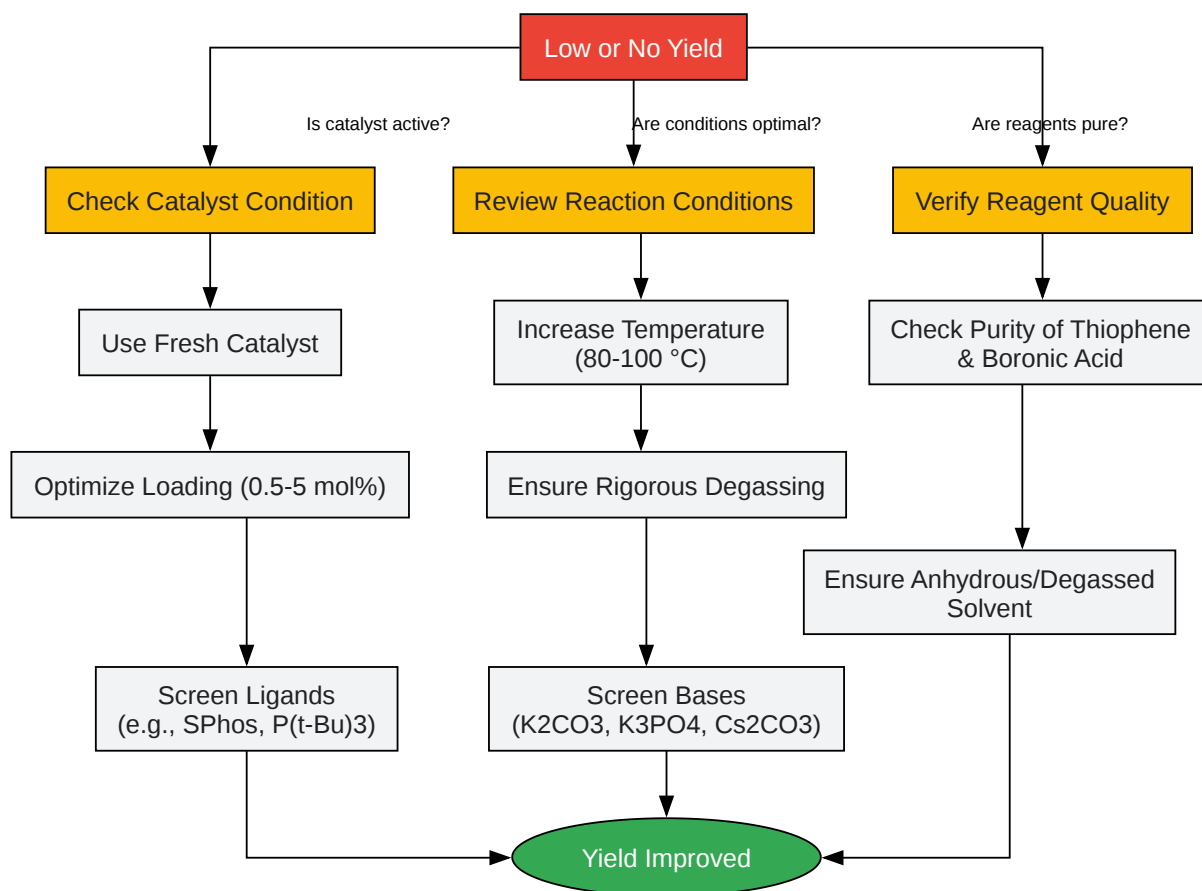 Low or No Yield
Is catalyst active?
Are conditions optimal?
Are reagents pure?
Check Catalyst Condition
Review Reaction Conditions
Verify Reagent Quality
Use Fresh Catalyst
Increase Temperature
(80-100 °C)
Check Purity of Thiophene
& Boronic Acid
Optimize Loading (0.5-5 mol%)
Ensure Rigorous Degassing
Ensure Anhydrous/Degassed
Solvent
Screen Ligands
(e.g., SPhos, P(t-Bu)3)
Screen Bases
(K2CO3, K3PO4, Cs2CO3)
Yield Improved